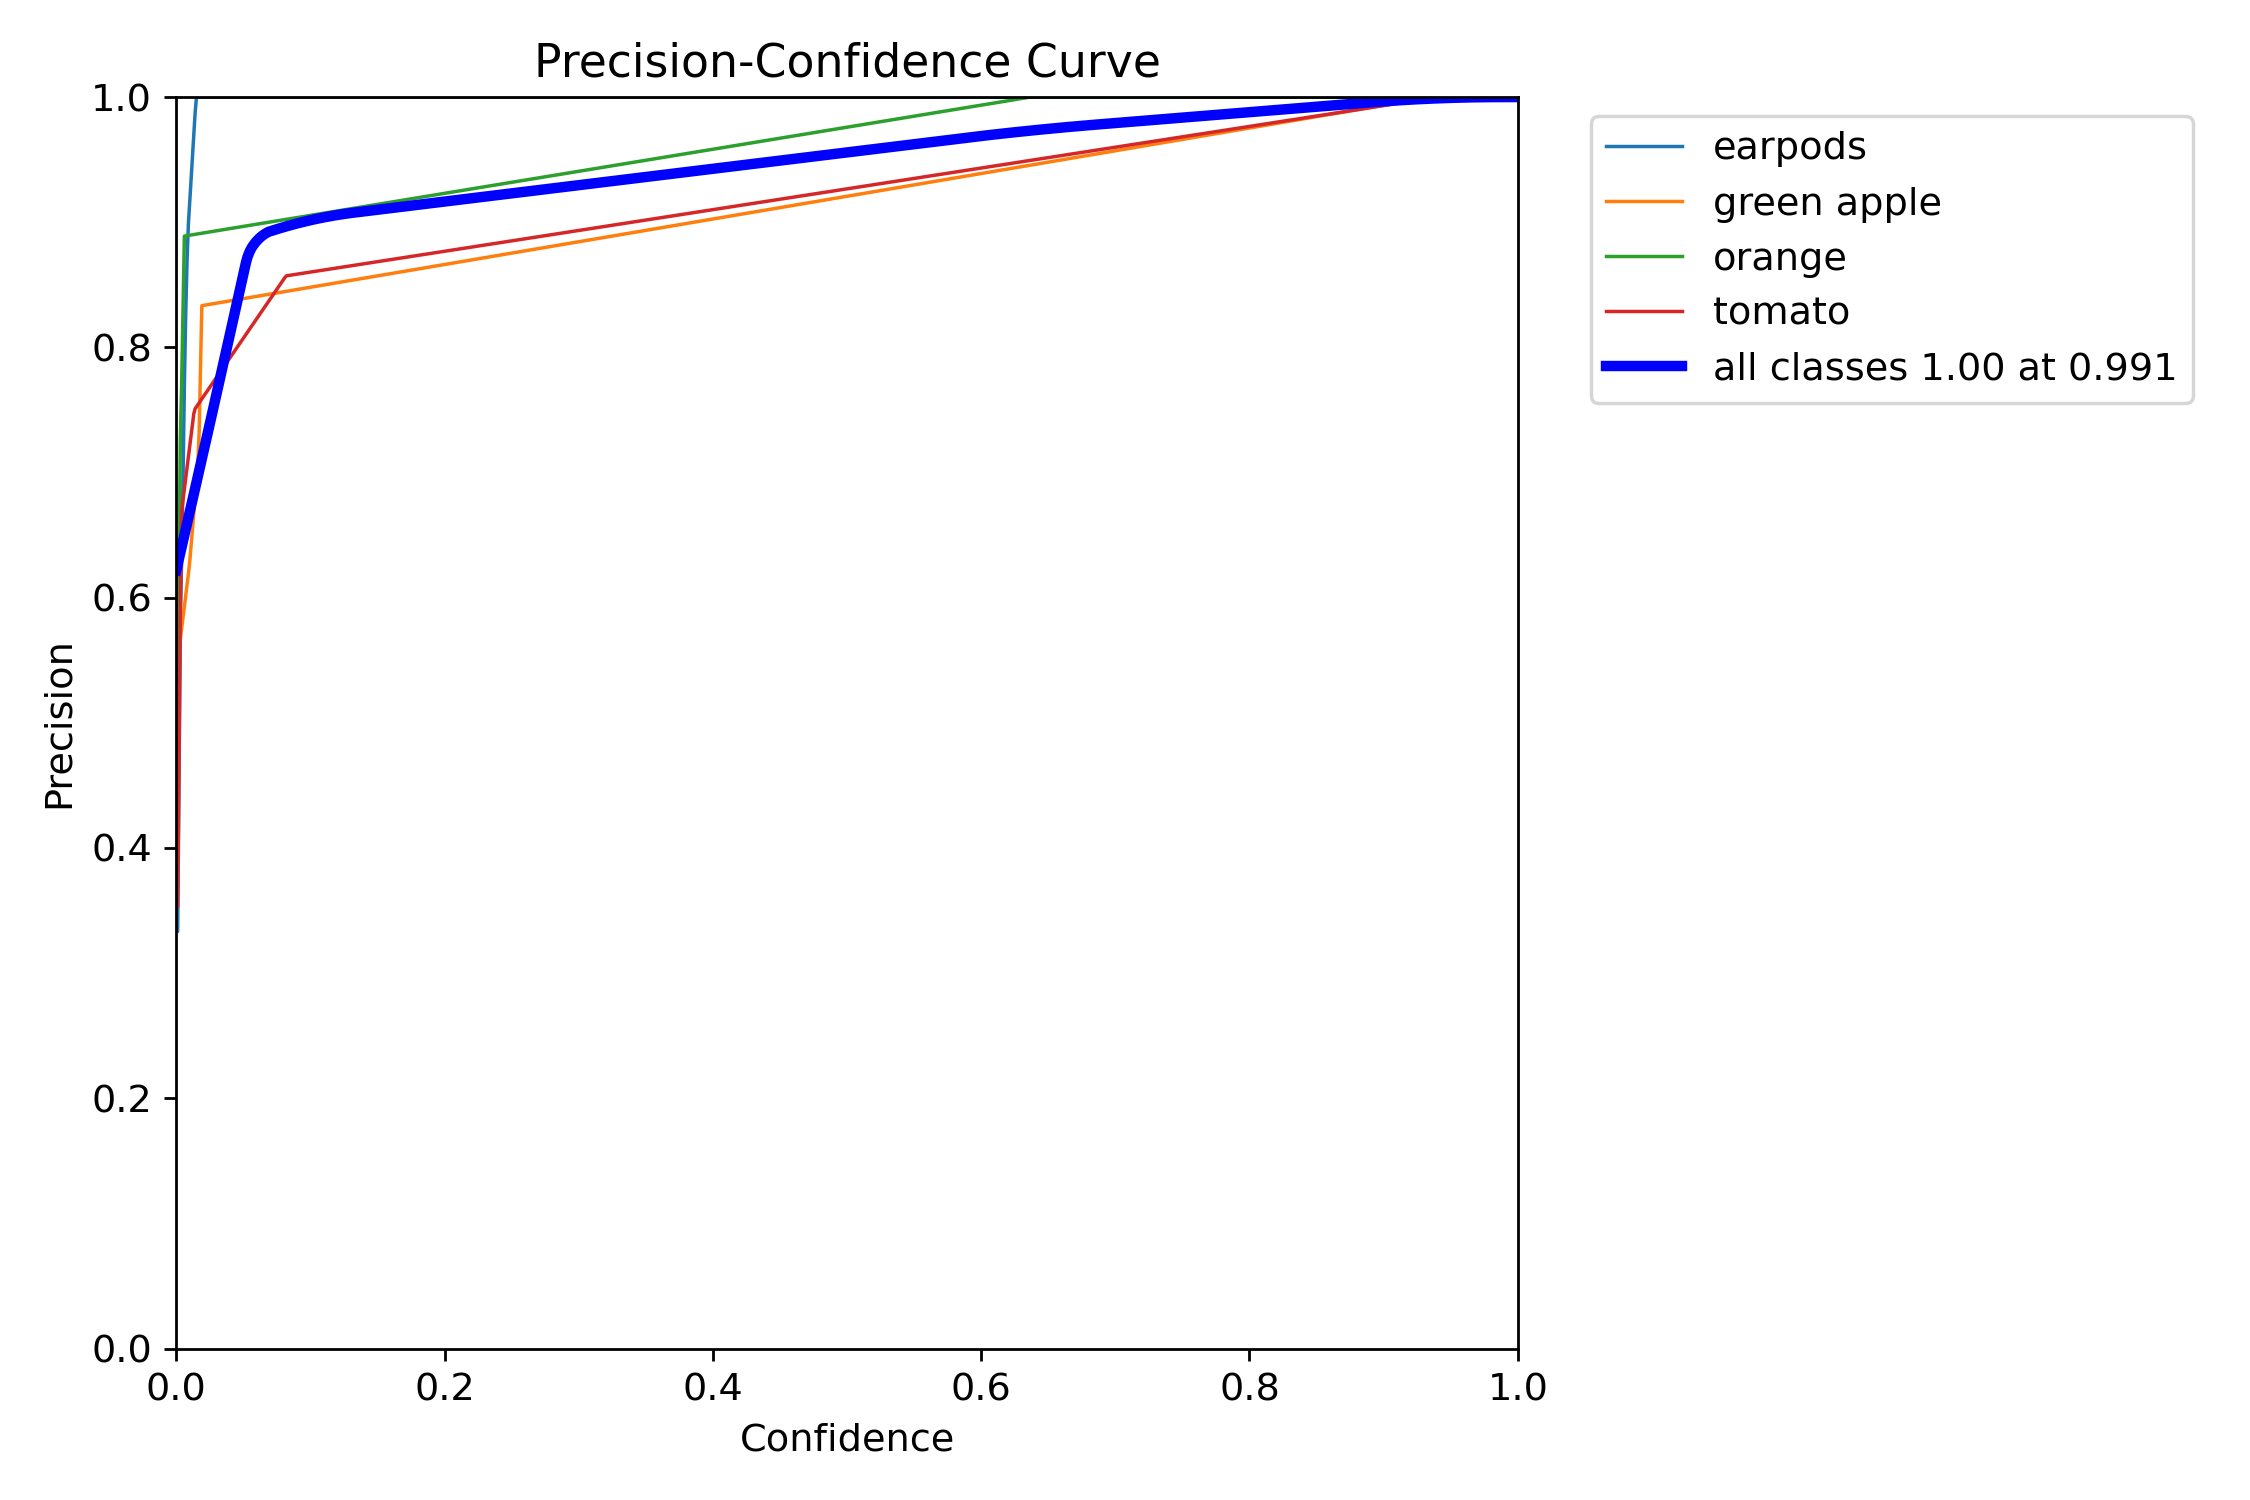 Precision-Confidence Curve
1.0
0.8
0.6
0.4
0.2
0.0
Precision
0.0 0.2 0.4 0.6 0.8 1.0
Confidence
earpods
green apple
orange
tomato
all classes 1.00 at 0.991